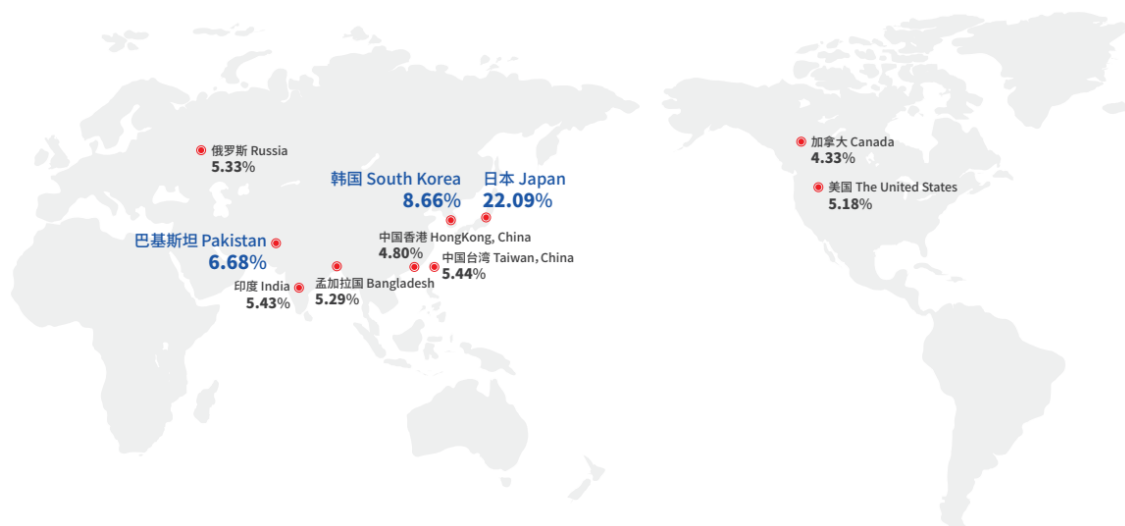 加拿大 Canada
4.33%
俄罗斯 Russia
5.33%
韩国 South Korea
8.66%
日本 Japan
22.09%
美国 The United States
5.18%
巴基斯坦 Pakistan
6.68%
中国香港 HongKong, China
4.80%
中国台湾 Taiwan, China
5.44%
印度 India
5.43%
孟加拉国 Bangladesh
5.29%